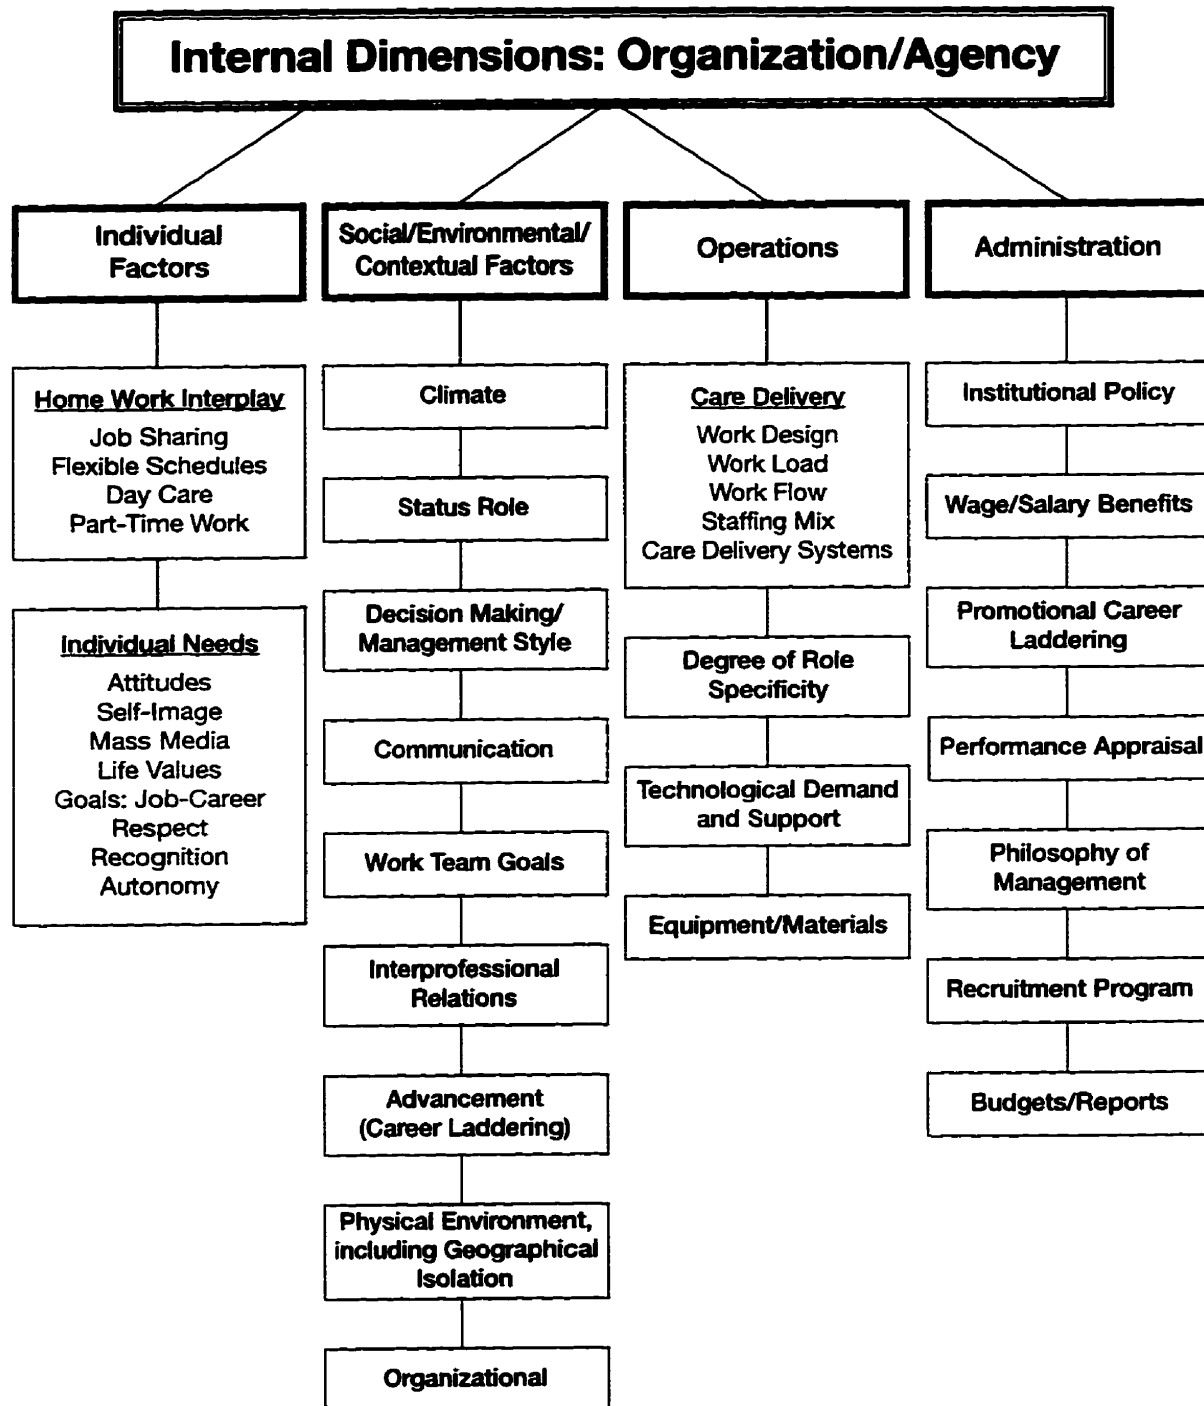 Internal Dimensions: Organization/Agency
Individual
Factors
Home Work Interplay
Job Sharing
Flexible Schedules
Day Care
Part-Time Work
Individual Needs
Attitudes
Self-Image
Mass Media
Life Values
Goals: Job-Career
Respect
Recognition
Autonomy
Social/Environmental/
Contextual Factors
Climate
Status Role
Decision Making/
Management Style
Communication
Work Team Goals
Interprofessional
Relations
Advancement
(Career Laddering)
Physical Environment,
including Geographical
Isolation
Organizational
Operations
Care Delivery
Work Design
Work Load
Work Flow
Staffing Mix
Care Delivery Systems
Degree of Role
Specificity
Technological Demand
and Support
Equipment/Materials
Administration
Institutional Policy
Wage/Salary Benefits
Promotional Career
Laddering
Performance Appraisal
Philosophy of
Management
Recruitment Program
Budgets/Reports